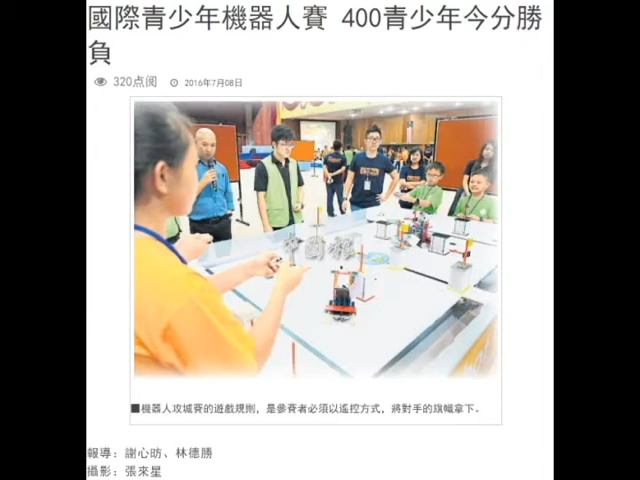 國際青少年機器人賽 400青少年今分勝
負
320点阅 2016年7月08日
中國報
■機器人攻城賽的遊戲規則，是參賽者必須以遙控方式，將對手的旗幟拿下。
報導：謝心昉、林德勝
攝影：張來星